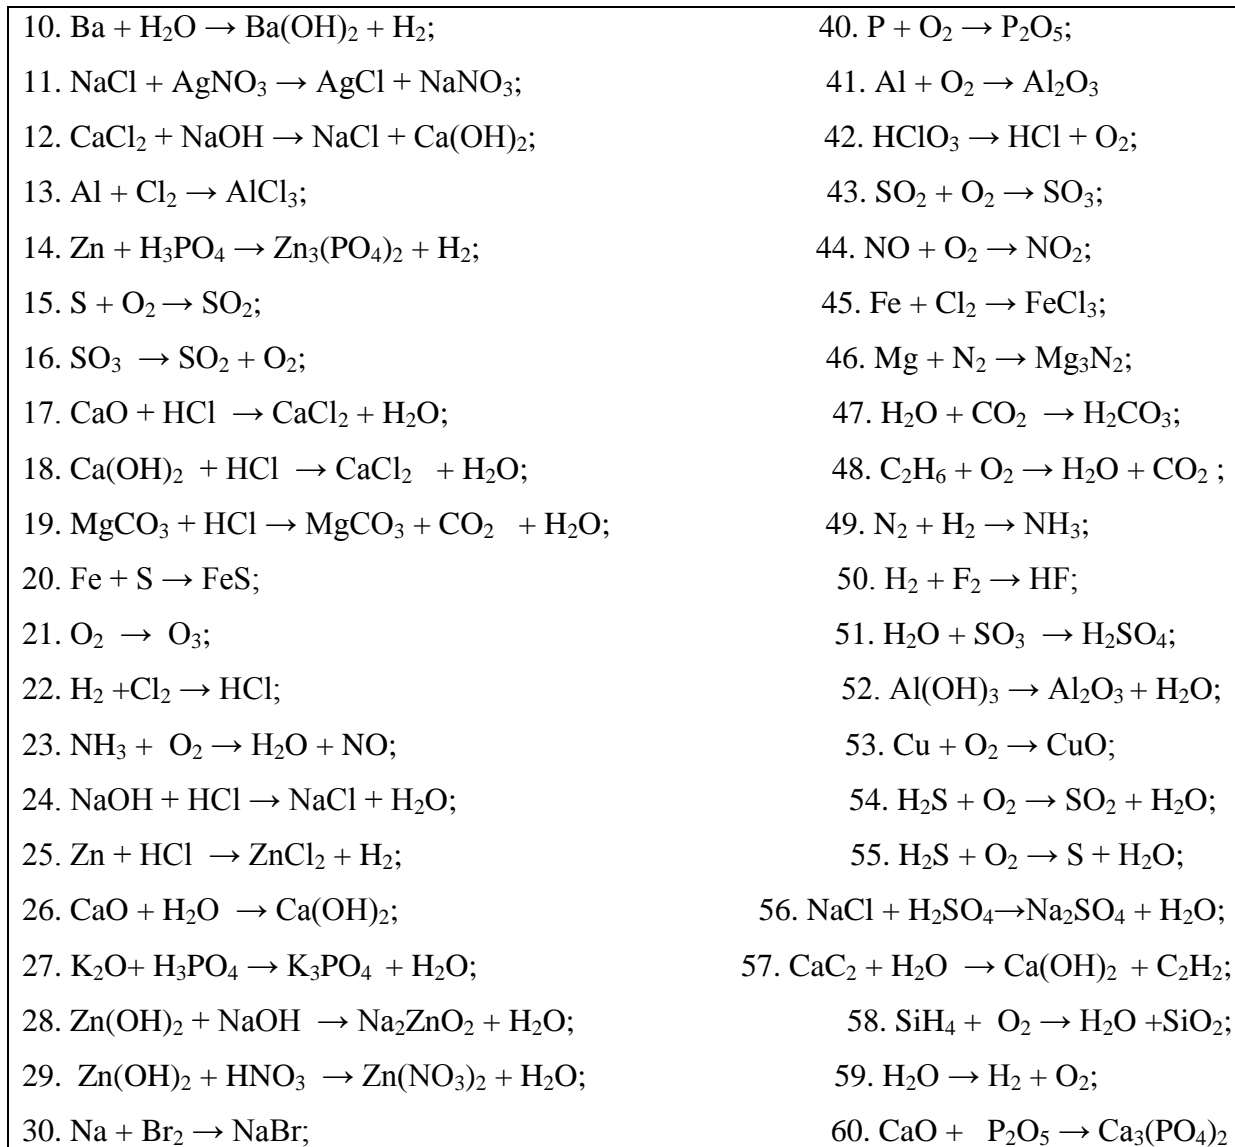 10. Ba + H₂O → Ba(OH)₂ + H₂;
11. NaCl + AgNO₃ → AgCl + NaNO₃;
12. CaCl₂ + NaOH → NaCl + Ca(OH)₂;
13. Al + Cl₂ → AlCl₃;
14. Zn + H₃PO₄ → Zn₃(PO₄)₂ + H₂;
15. S + O₂ → SO₂;
16. SO₃ → SO₂ + O₂;
17. CaO + HCl → CaCl₂ + H₂O;
18. Ca(OH)₂ + HCl → CaCl₂ + H₂O;
19. MgCO₃ + HCl → MgCO₃ + CO₂ + H₂O;
20. Fe + S → FeS;
21. O₂ → O₃;
22. H₂ +Cl₂ → HCl;
23. NH₃ + O₂ → H₂O + NO;
24. NaOH + HCl → NaCl + H₂O;
25. Zn + HCl → ZnCl₂ + H₂;
26. CaO + H₂O → Ca(OH)₂;
27. K₂O+ H₃PO₄ → K₃PO₄ + H₂O;
28. Zn(OH)₂ + NaOH → Na₂ZnO₂ + H₂O;
29. Zn(OH)₂ + HNO₃ → Zn(NO₃)₂ + H₂O;
30. Na + Br₂ → NaBr;
40. P + O₂ → P₂O₅;
41. Al + O₂ → Al₂O₃
42. HClO₃ → HCl + O₂;
43. SO₂ + O₂ → SO₃;
44. NO + O₂ → NO₂;
45. Fe + Cl₂ → FeCl₃;
46. Mg + N₂ → Mg₃N₂;
47. H₂O + CO₂ → H₂CO₃;
48. C₂H₆ + O₂ → H₂O + CO₂ ;
49. N₂ + H₂ → NH₃;
50. H₂ + F₂ → HF;
51. H₂O + SO₃ → H₂SO₄;
52. Al(OH)₃ → Al₂O₃ + H₂O;
53. Cu + O₂ → CuO;
54. H₂S + O₂ → SO₂ + H₂O;
55. H₂S + O₂ → S + H₂O;
56. NaCl + H₂SO₄→Na₂SO₄ + H₂O;
57. CaC₂ + H₂O → Ca(OH)₂ + C₂H₂;
58. SiH₄ + O₂ → H₂O +SiO₂;
59. H₂O → H₂ + O₂;
60. CaO + P₂O₅ → Ca₃(PO₄)₂